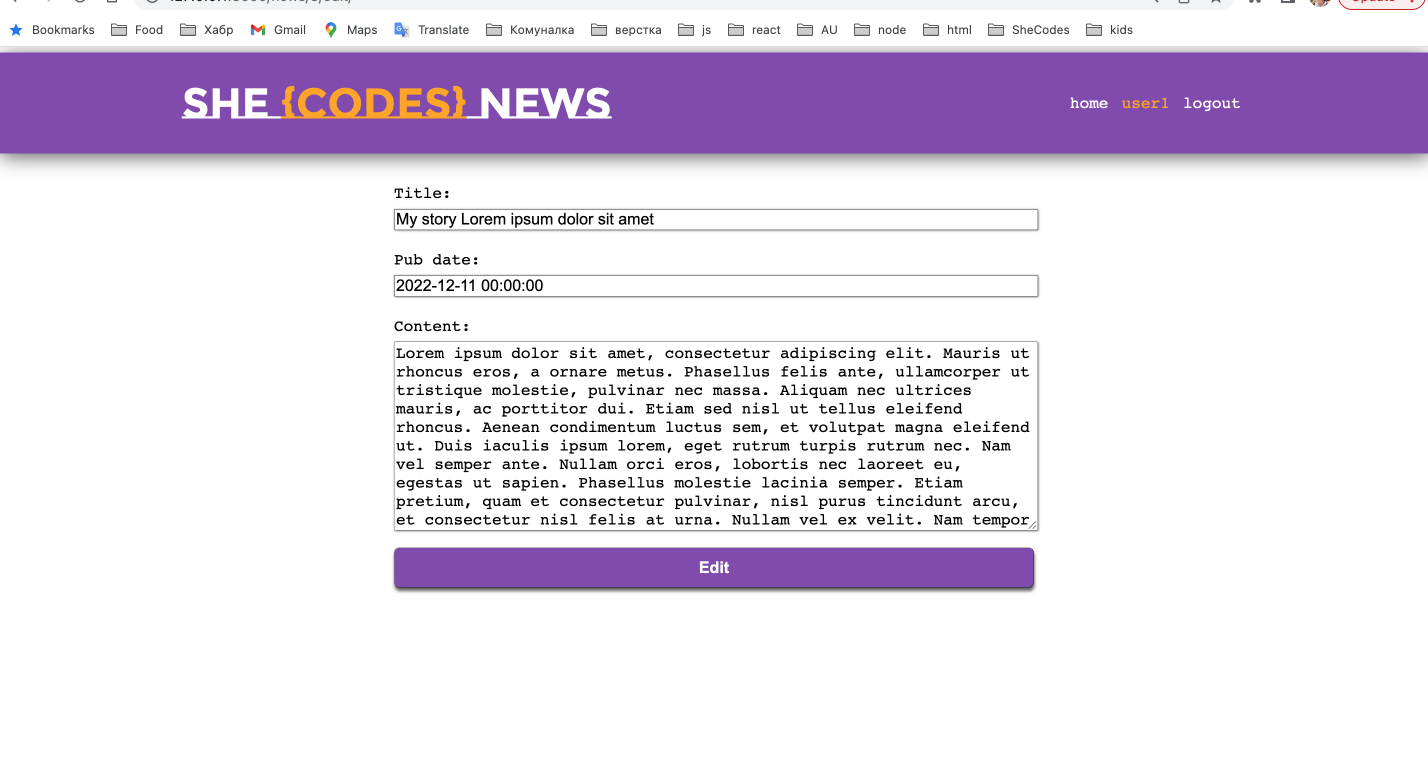 Bookmarks Food Хабр Gmail Maps Translate Комуналка верстка js react AU node html SheCodes kids
SHE {CODES} NEWS
home user1 logout
Title:
My story Lorem ipsum dolor sit amet
Pub date:
2022-12-11 00:00:00
Content:
Lorem ipsum dolor sit amet, consectetur adipiscing elit. Mauris ut
rhoncus eros, a ornare metus. Phasellus felis ante, ullamcorper ut
tristique molestie, pulvinar nec massa. Aliquam nec ultrices
mauris, ac porttitor dui. Etiam sed nisl ut tellus eleifend
rhoncus. Aenean condimentum luctus sem, et volutpat magna eleifend
ut. Duis iaculis ipsum lorem, eget rutrum turpis rutrum nec. Nam
vel semper ante. Nullam orci eros, lobortis nec laoreet eu,
egestas ut sapien. Phasellus molestie lacinia semper. Etiam
pretium, quam et consectetur pulvinar, nisl purus tincidunt arcu,
et consectetur nisl felis at urna. Nullam vel ex velit. Nam tempor
Edit